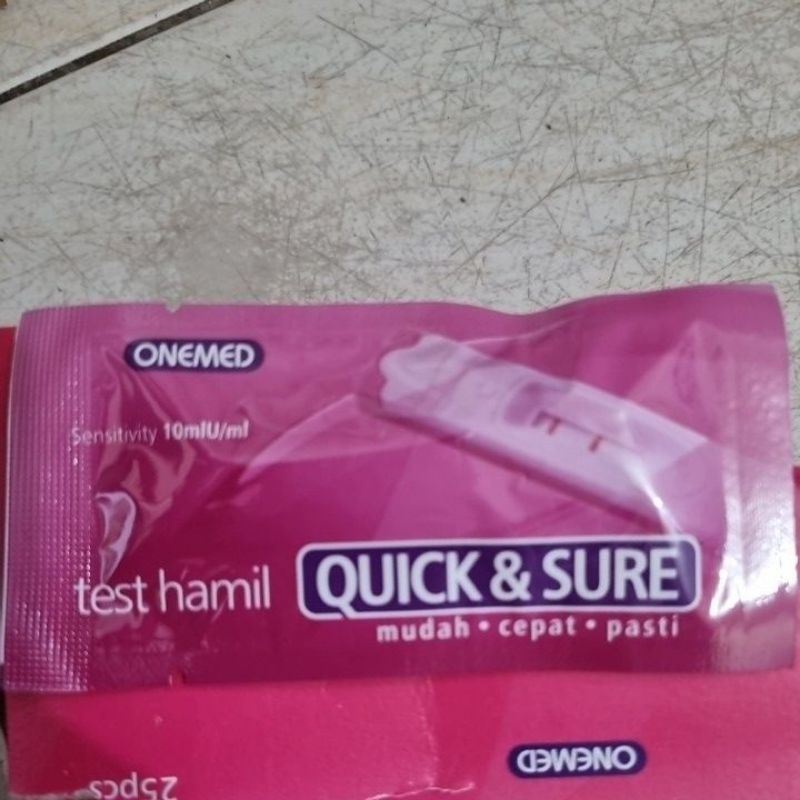 ONEMED
Sensitivity 10mIU/ml
test hamil QUICK & SURE
mudah • cepat • pasti
ONEMED
25pcs